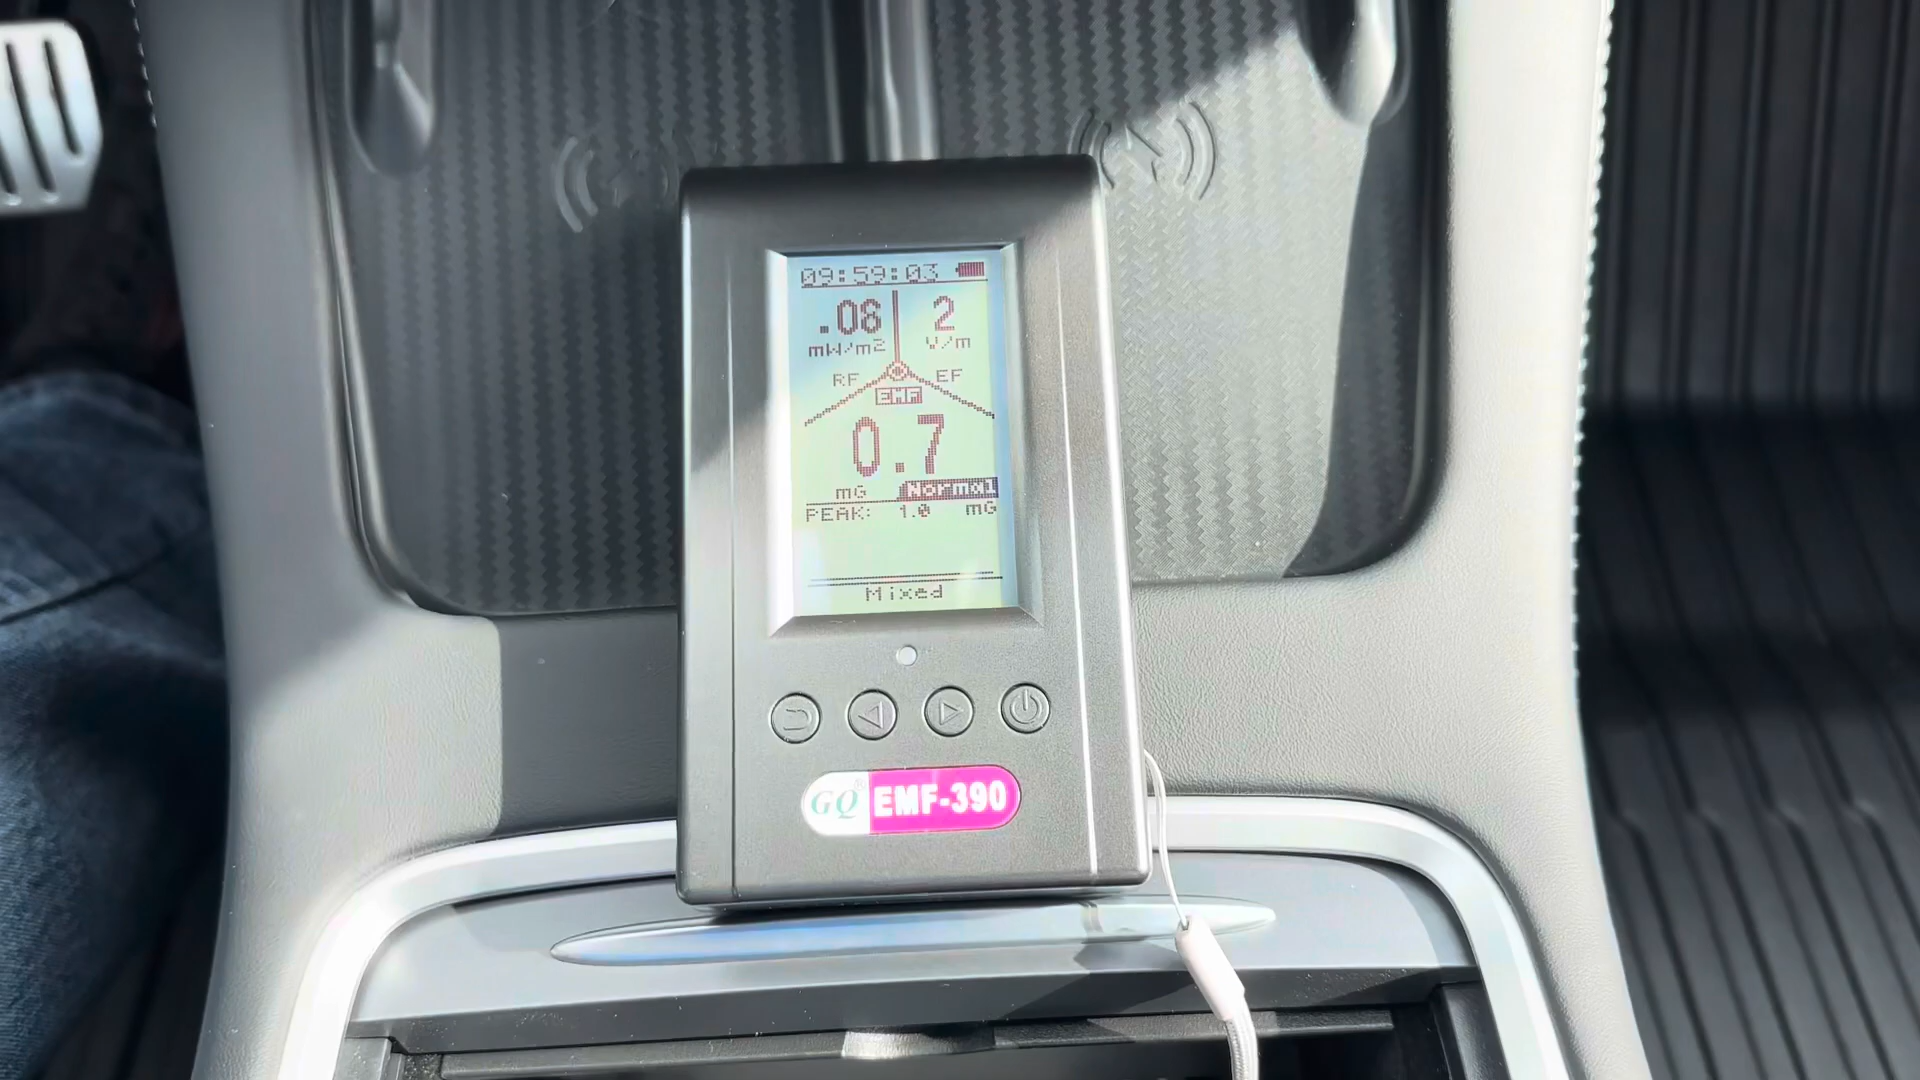 09:59:03
.06 2
mW/m2 V/m
RF EF
EMF
0.7
mG Normal
PEAK: 1.0 mG
Mixed
GQ® EMF-390